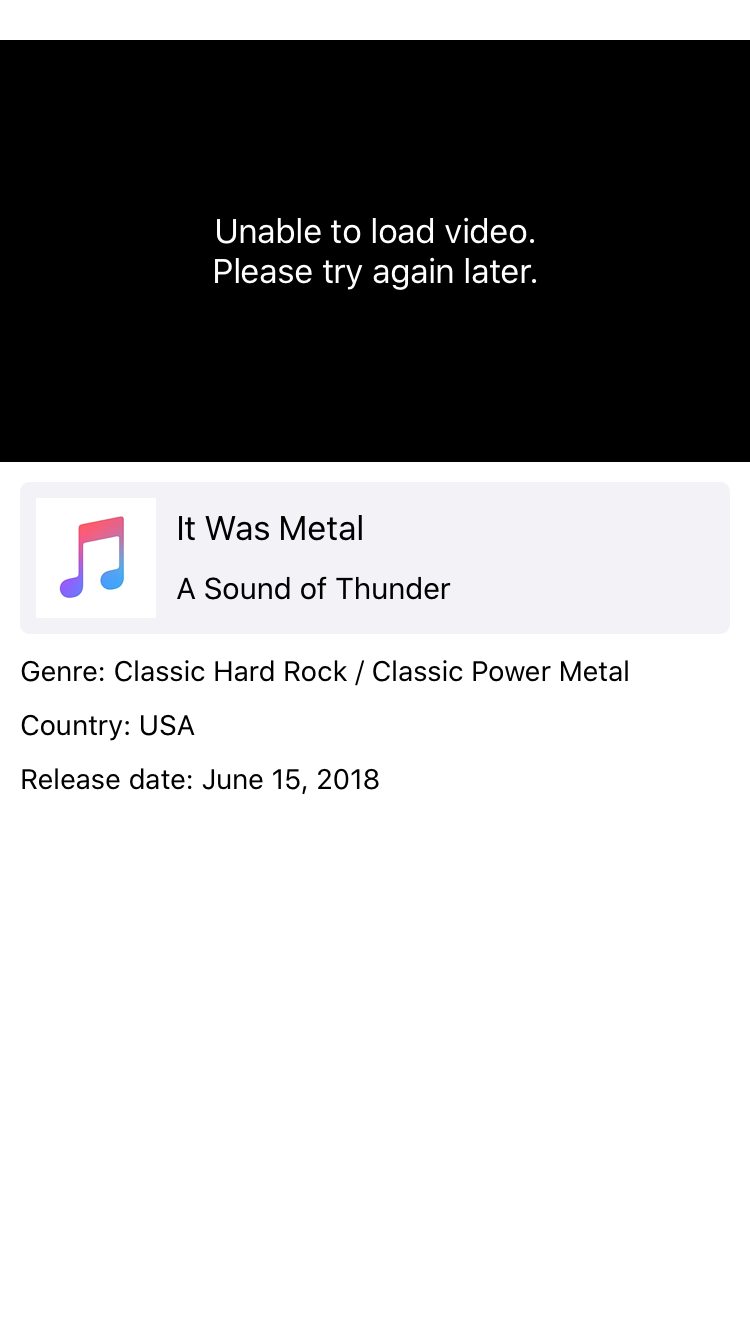 Unable to load video.
Please try again later.
It Was Metal
A Sound of Thunder
Genre: Classic Hard Rock / Classic Power Metal
Country: USA
Release date: June 15, 2018